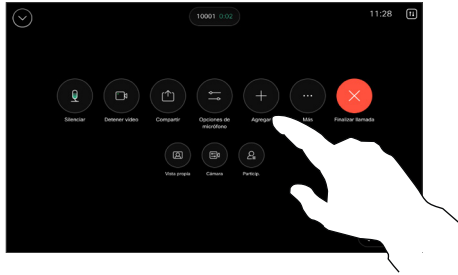 10001 0:02
11:28
Silenciar
Detener vídeo
Compartir
Opciones de
micrófono
Agregar
Más
Finalizar llamada
Vista propia
Cámara
Particip.